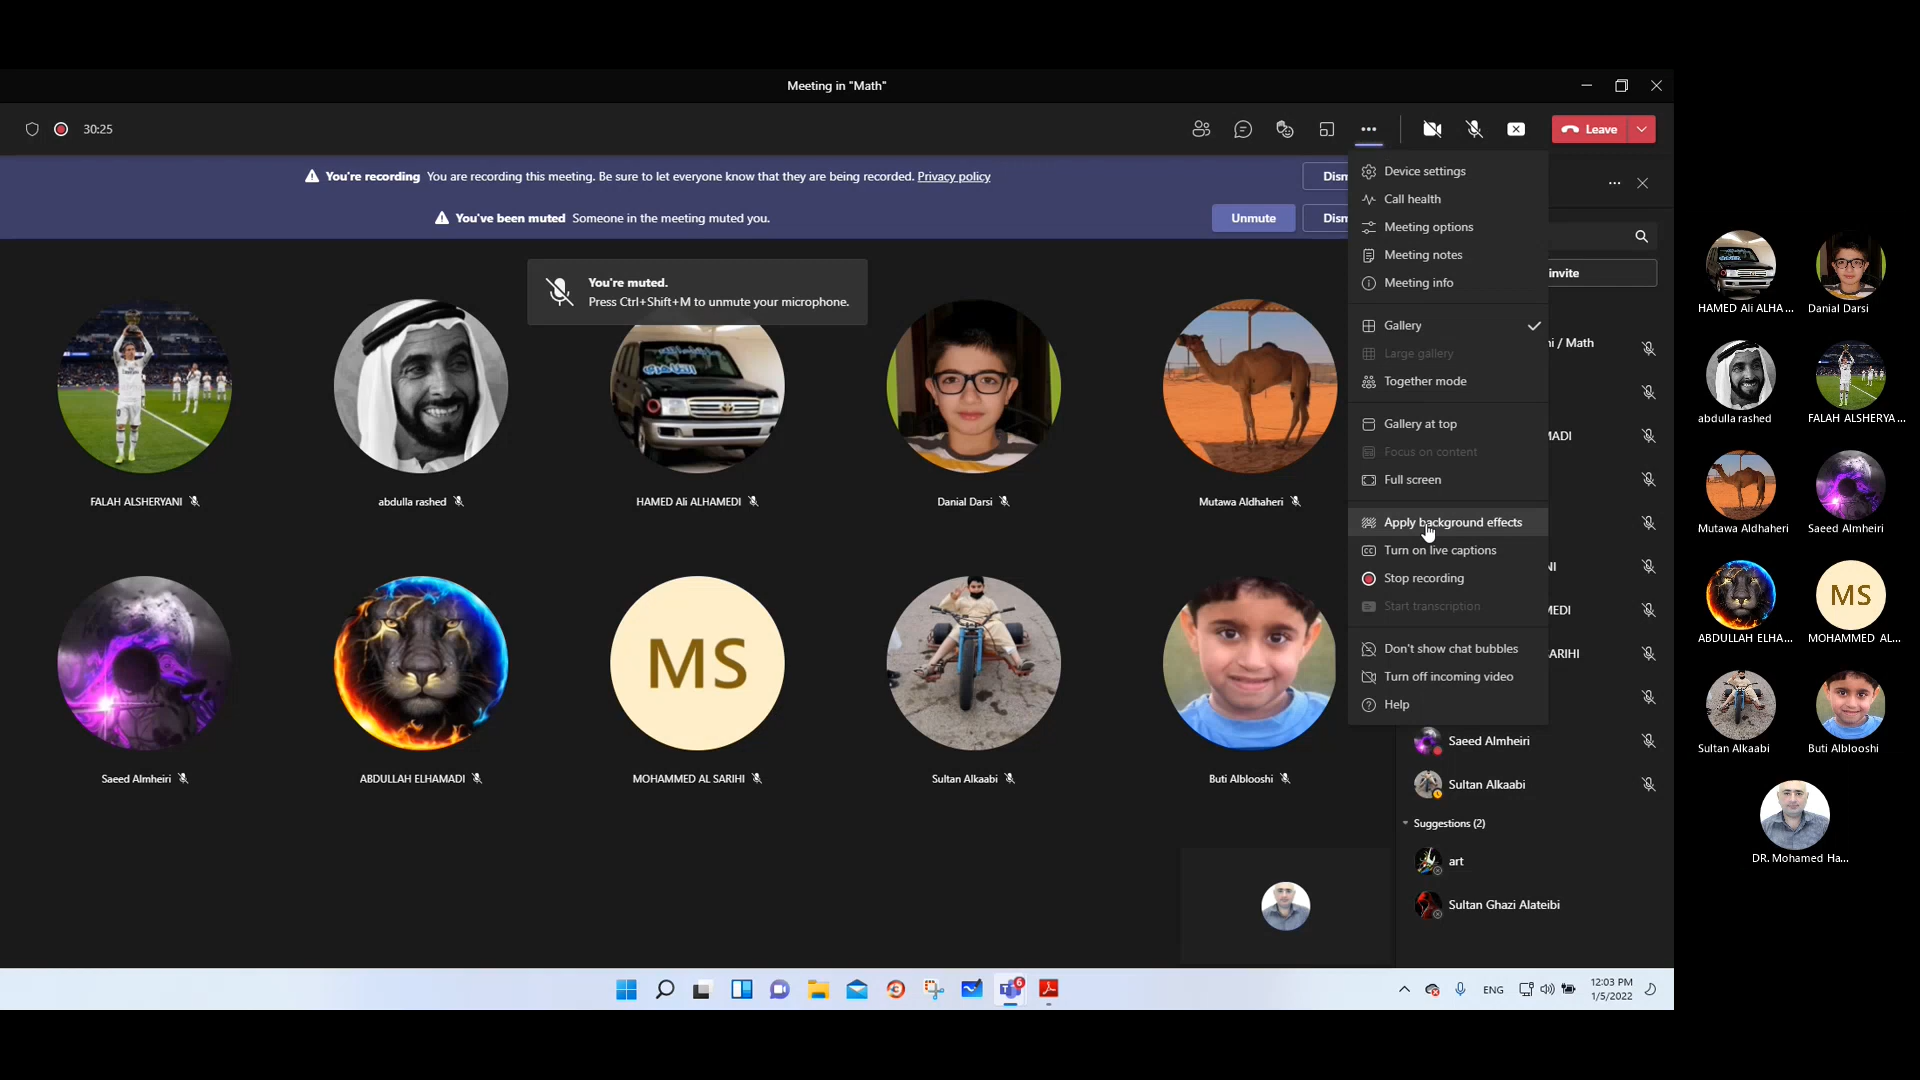 Meeting in "Math"
30:25
Leave
You're recording You are recording this meeting. Be sure to let everyone know that they are being recorded. Privacy policy
Dism
You've been muted Someone in the meeting muted you.
Unmute
Dism
You're muted.
Press Ctrl+Shift+M to unmute your microphone.
FALAH ALSHERYANI
abdulla rashed
HAMED Ali ALHAMEDI
Danial Darsi
Mutawa Aldhaheri
Saeed Almheiri
ABDULLAH ELHAMADI
MS
MOHAMMED AL SARIHI
Sultan Alkaabi
Buti Alblooshi
Device settings
Call health
Meeting options
Meeting notes
Meeting info
Gallery
Large gallery
Together mode
Gallery at top
Focus on content
Full screen
Apply background effects
Turn on live captions
Stop recording
Start transcription
Don't show chat bubbles
Turn off incoming video
Help
invite
ni / Math
MADI
NI
MEDI
SARIHI
Saeed Almheiri
Sultan Alkaabi
Suggestions (2)
art
Sultan Ghazi Alateibi
HAMED Ali ALHA...
Danial Darsi
abdulla rashed
FALAH ALSHERYA...
Mutawa Aldhaheri
Saeed Almheiri
ABDULLAH ELHA...
MS
MOHAMMED AL...
Sultan Alkaabi
Buti Alblooshi
DR. Mohamed Ha...
6
ENG
12:03 PM
1/5/2022